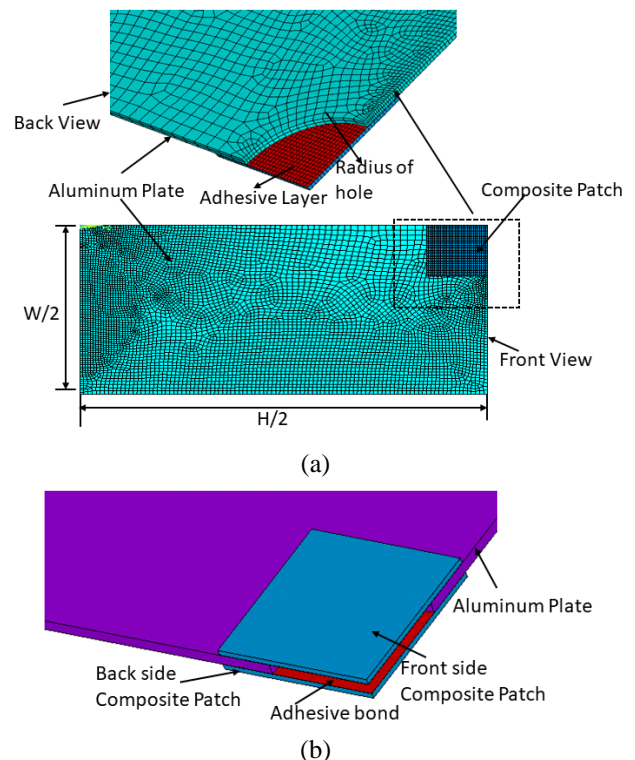 Back View
Aluminum Plate
Adhesive Layer
Radius of
hole
Composite
Patch
W/2
Front View
H/2
(a)
Aluminum Plate
Back side
Composite Patch
Front side
Composite Patch
Adhesive bond
(b)